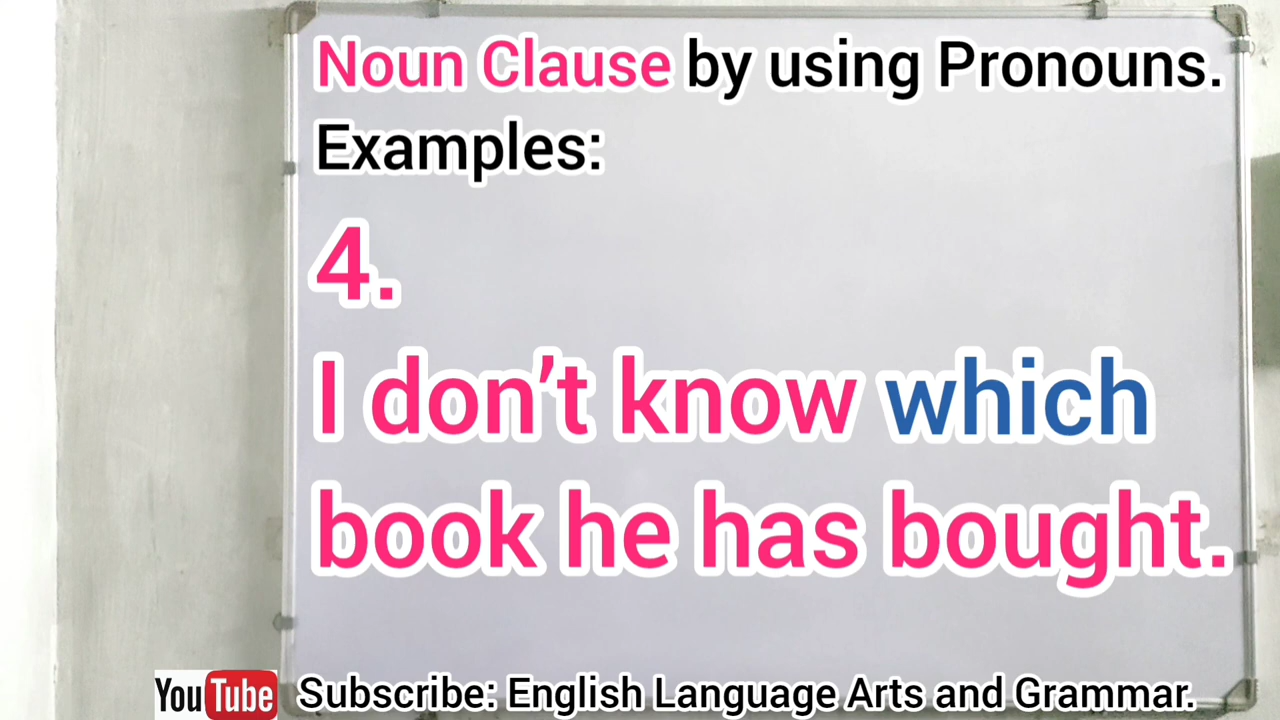 Noun Clause by using Pronouns.
Examples:
4.
I don’t know which
book he has bought.
YouTube Subscribe: English Language Arts and Grammar.